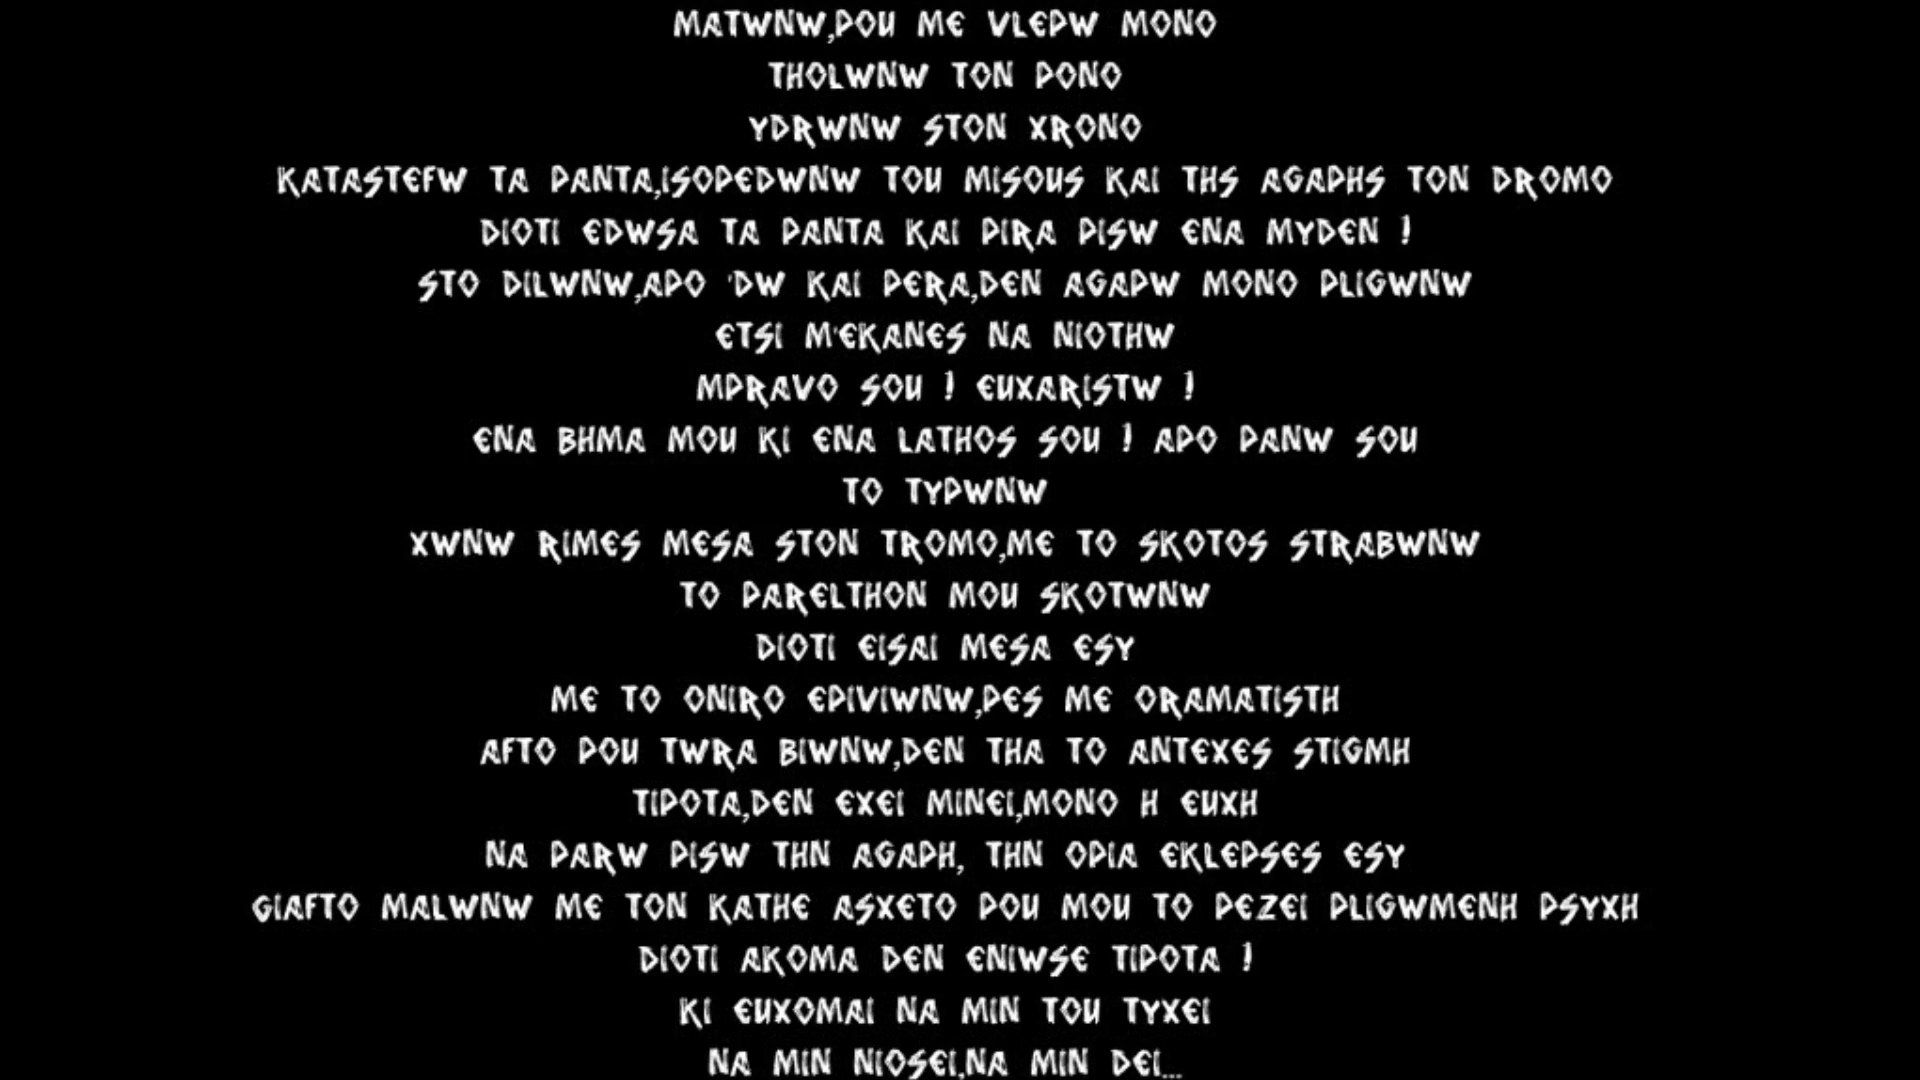 MATWNW,POU ME VLEPW MONO
THOLWNW TON PONO
YDRWNW STON XRONO
KATASTEFW TA PANTA,ISOPEDWNW TOU MISOUS KAI THS AGAPHS TON DROMO
DIOTI EDWSA TA PANTA KAI PIRA PISW ENA MYDEN !
STO DILWNW,APO 'DW KAI PERA,DEN AGAPW MONO PLIGWNW
ETSI M'EKANES NA NIOTHW
MPRAVO SOU ! EUXARISTW !
ENA BHMA MOU KI ENA LATHOS SOU ! APO PANW SOU
TO TYPWNW
XWNW RIMES MESA STON TROMO,ME TO SKOTOS STRABWNW
TO PARELTHON MOU SKOTWNW
DIOTI EISAI MESA ESY
ME TO ONIRO EPIVIWNW,PES ME ORAMATISTH
AFTO POU TWRA BIWNW,DEN THA TO ANTEXES STIGMH
TIPOTA,DEN EXEI MINEI,MONO H EUXH
NA PARW PISW THN AGAPH, THN OPIA EKLEPSES ESY
GIAFTO MALWNW ME TON KATHE ASXETO POU MOU TO PEZEI PLIGWMENH PSYXH
DIOTI AKOMA DEN ENIWSE TIPOTA !
KI EUXOMAI NA MIN TOU TYXEI
NA MIN NIOSEI,NA MIN DEI...